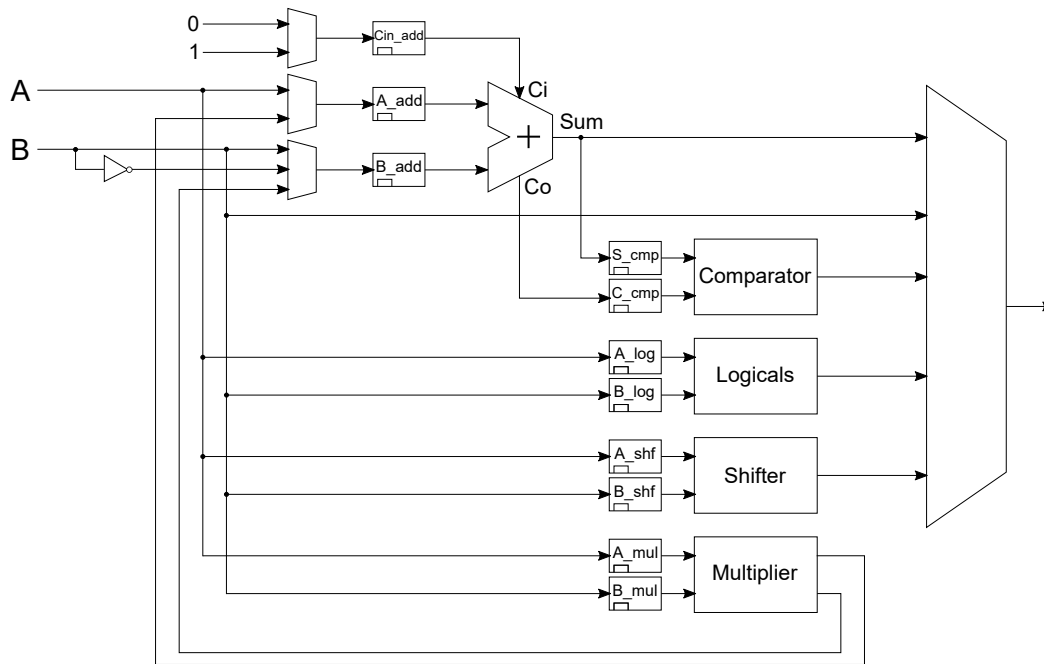 0
1
Cin_add
A
A_add
Ci
B
B_add
+
Sum
Co
S_cmp
C_cmp
Comparator
A_log
B_log
Logicals
A_shf
B_shf
Shifter
A_mul
B_mul
Multiplier